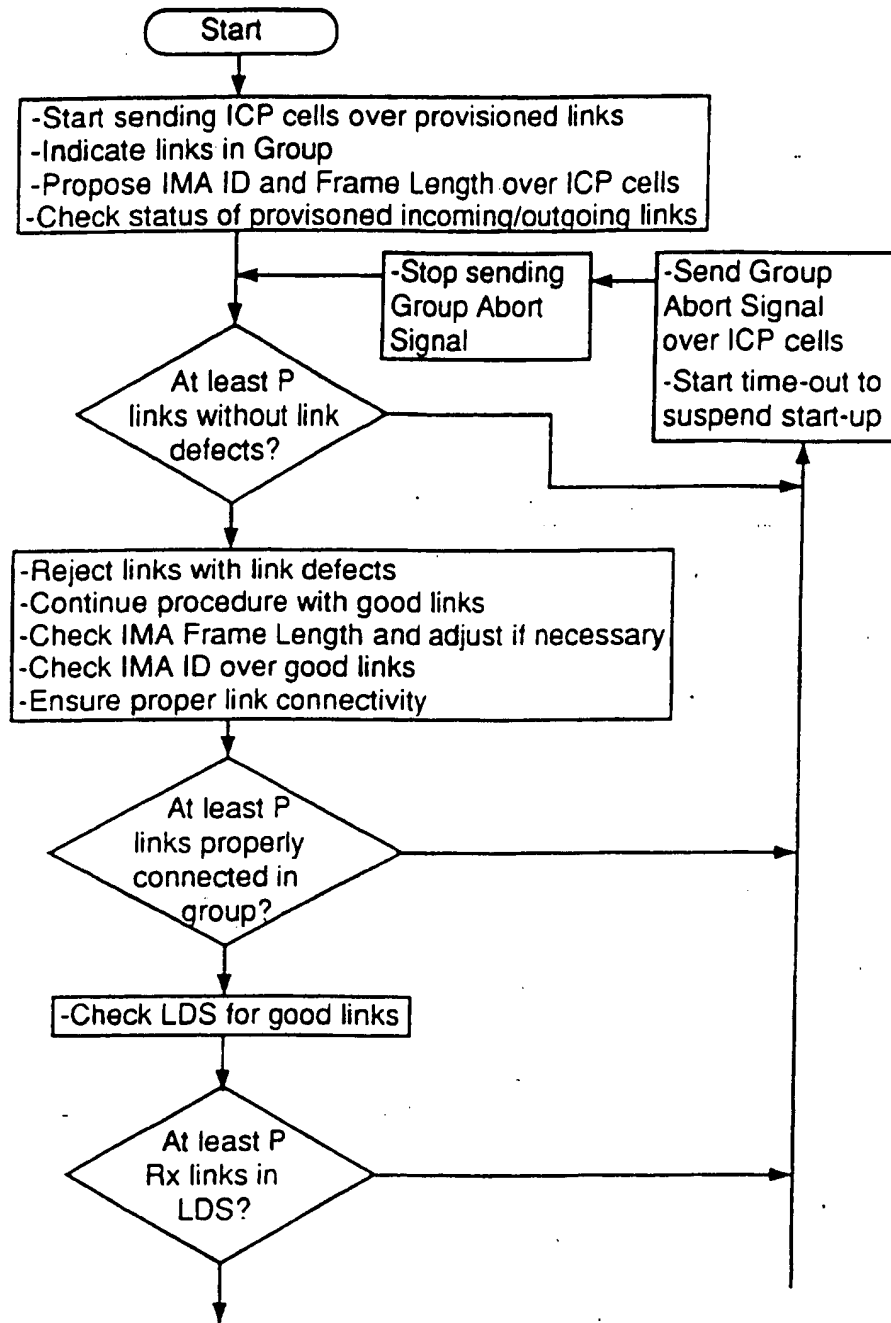 Start
-Start sending ICP cells over provisioned links
-Indicate links in Group
-Propose IMA ID and Frame Length over ICP cells
-Check status of provisoned incoming/outgoing links
-Stop sending
Group Abort
Signal
-Send Group
Abort Signal
over ICP cells
-Start time-out to
suspend start-up
At least P
links without link
defects?
-Reject links with link defects
-Continue procedure with good links
-Check IMA Frame Length and adjust if necessary
-Check IMA ID over good links
-Ensure proper link connectivity
At least P
links properly
connected in
group?
-Check LDS for good links
At least P
Rx links in
LDS?